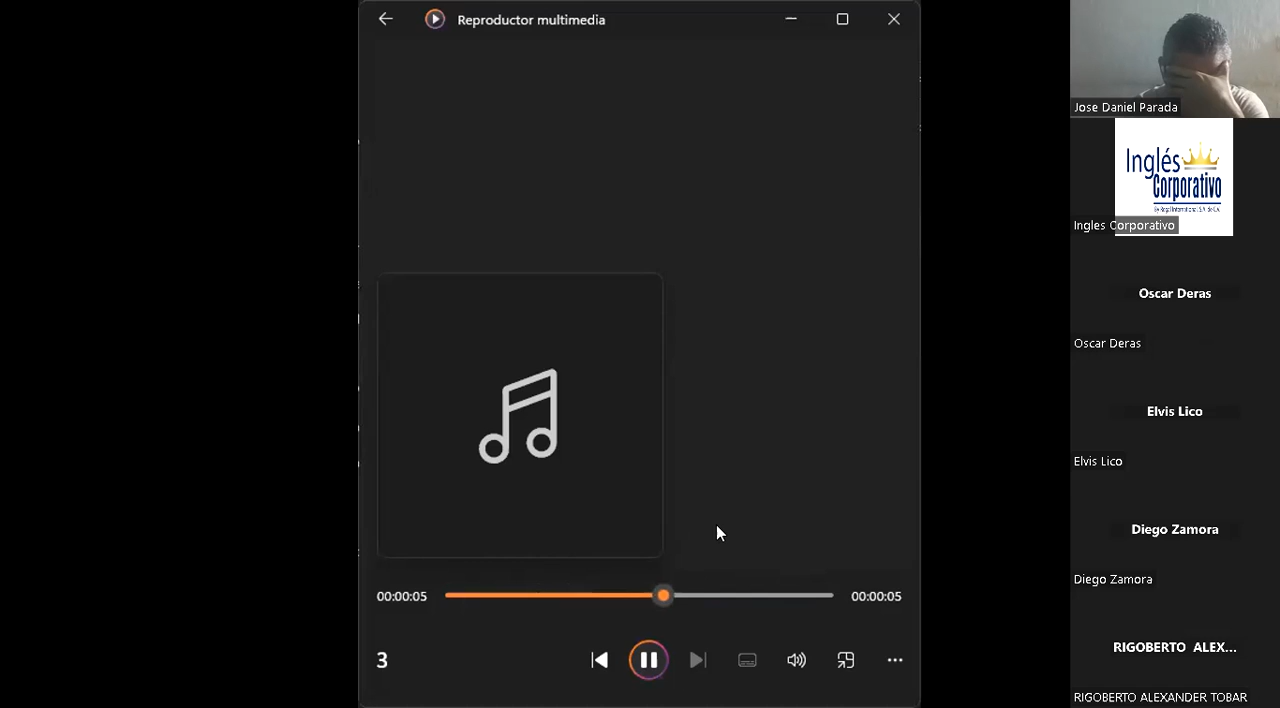 Reproductor multimedia
00:00:05
00:00:05
3
Jose Daniel Parada
Inglés
Corporativo
Ingles Corporativo
Oscar Deras
Oscar Deras
Elvis Lico
Elvis Lico
Diego Zamora
Diego Zamora
RIGOBERTO ALEX...
RIGOBERTO ALEXANDER TOBAR